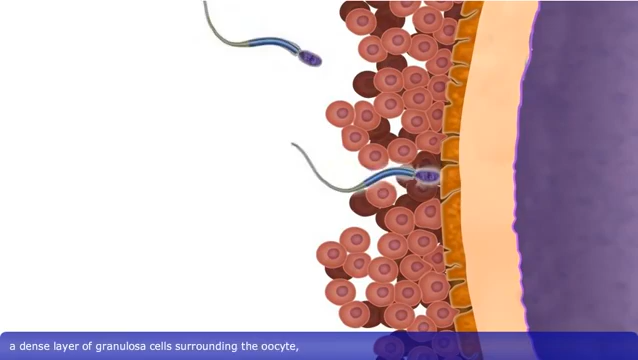 a dense layer of granulosa cells surrounding the oocyte,